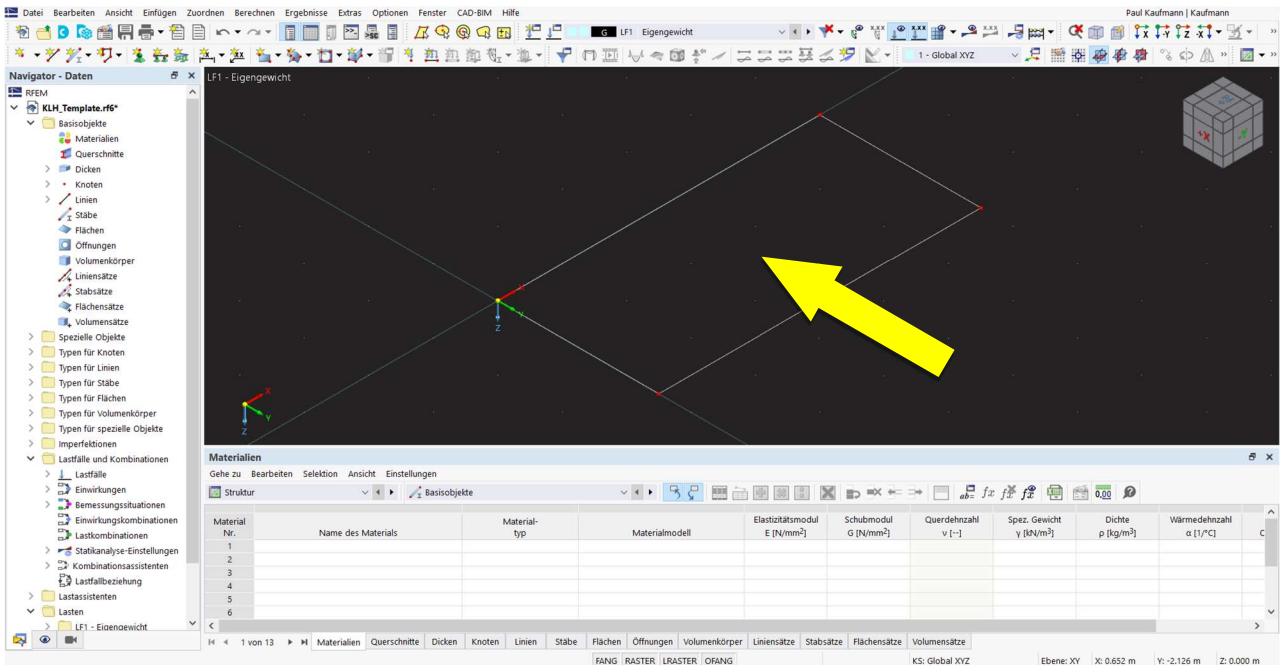 Datei Bearbeiten Ansicht Einfügen Zuordnen Berechnen Ergebnisse Extras Optionen Fenster CAD-BIM Hilfe Paul Kaufmann | Kaufmann
G LF1 Eigengewicht
1 - Global XYZ
Navigator - Daten
LF1 - Eigengewicht
RFEM
KLH_Template.rf6*
Basisobjekte
Materialien
Querschnitte
Dicken
Knoten
Linien
Stäbe
Flächen
Öffnungen
Volumenkörper
Liniensätze
Stabsätze
Flächensätze
Volumensätze
Spezielle Objekte
Typen für Knoten
Typen für Linien
Typen für Stäbe
Typen für Flächen
Typen für Volumenkörper
Typen für spezielle Objekte
Imperfektionen
Lastfälle und Kombinationen
Lastfälle
Einwirkungen
Bemessungssituationen
Einwirkungskombinationen
Lastkombinationen
Statikanalyse-Einstellungen
Kombinationsassistenten
Lastfallbeziehung
Lastassistenten
Lasten
LF1 - Eigengewicht
X
Y
Z
X
Y
Z
+X
Materialien
Gehe zu Bearbeiten Selektion Ansicht Einstellungen
Struktur Basisobjekte
Material Nr.
Name des Materials
Material-typ
Materialmodell
Elastizitätsmodul E [N/mm²]
Schubmodul G [N/mm²]
Querdehnzahl ν [--]
Spez. Gewicht γ [kN/m³]
Dichte ρ [kg/m³]
Wärmedehnzahl α [1/°C]
1
2
3
4
5
6
1 von 13 Materialien Querschnitte Dicken Knoten Linien Stäbe Flächen Öffnungen Volumenkörper Liniensätze Stabsätze Flächensätze Volumensätze
FANG RASTER LRASTER OFANG KS: Global XYZ Ebene: XY X: 0.652 m Y: -2.126 m Z: 0.000 m